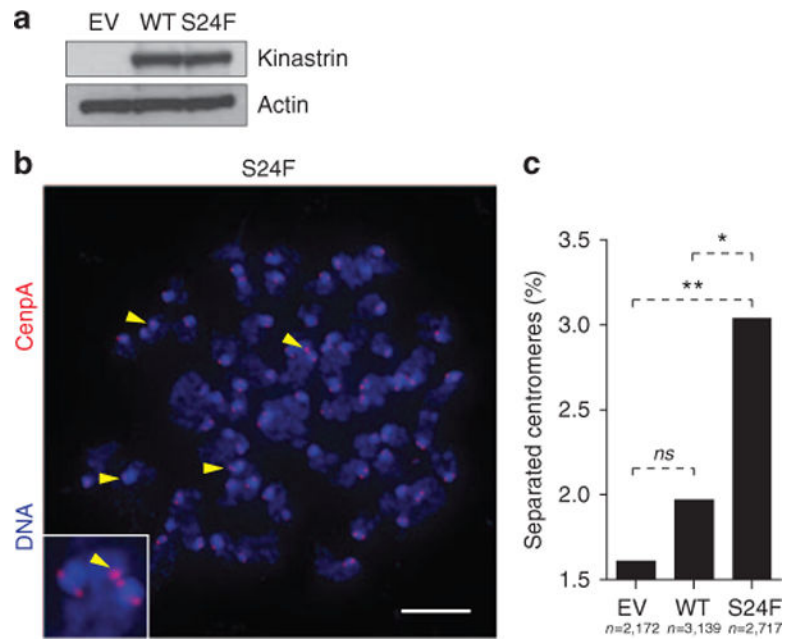 a
EV WT S24F
Kinastrin
Actin
b
S24F
CenpA
DNA
c
Separated centromeres (%)
3.5
3.0
2.5
2.0
1.5
*
**
ns
EV WT S24F
n=2,172 n=3,139 n=2,717